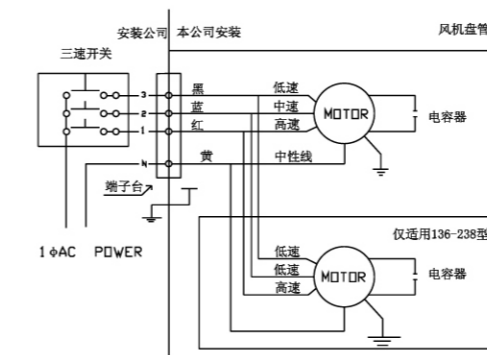 安装公司 本公司安装 风机盘管
三速开关
3 黑 低速
2 蓝 中速 MOTOR 电容器
1 红 高速
N 黄 中性线
端子台
仅适用136-238型
1 φAC POWER
低速
低速 MOTOR 电容器
高速